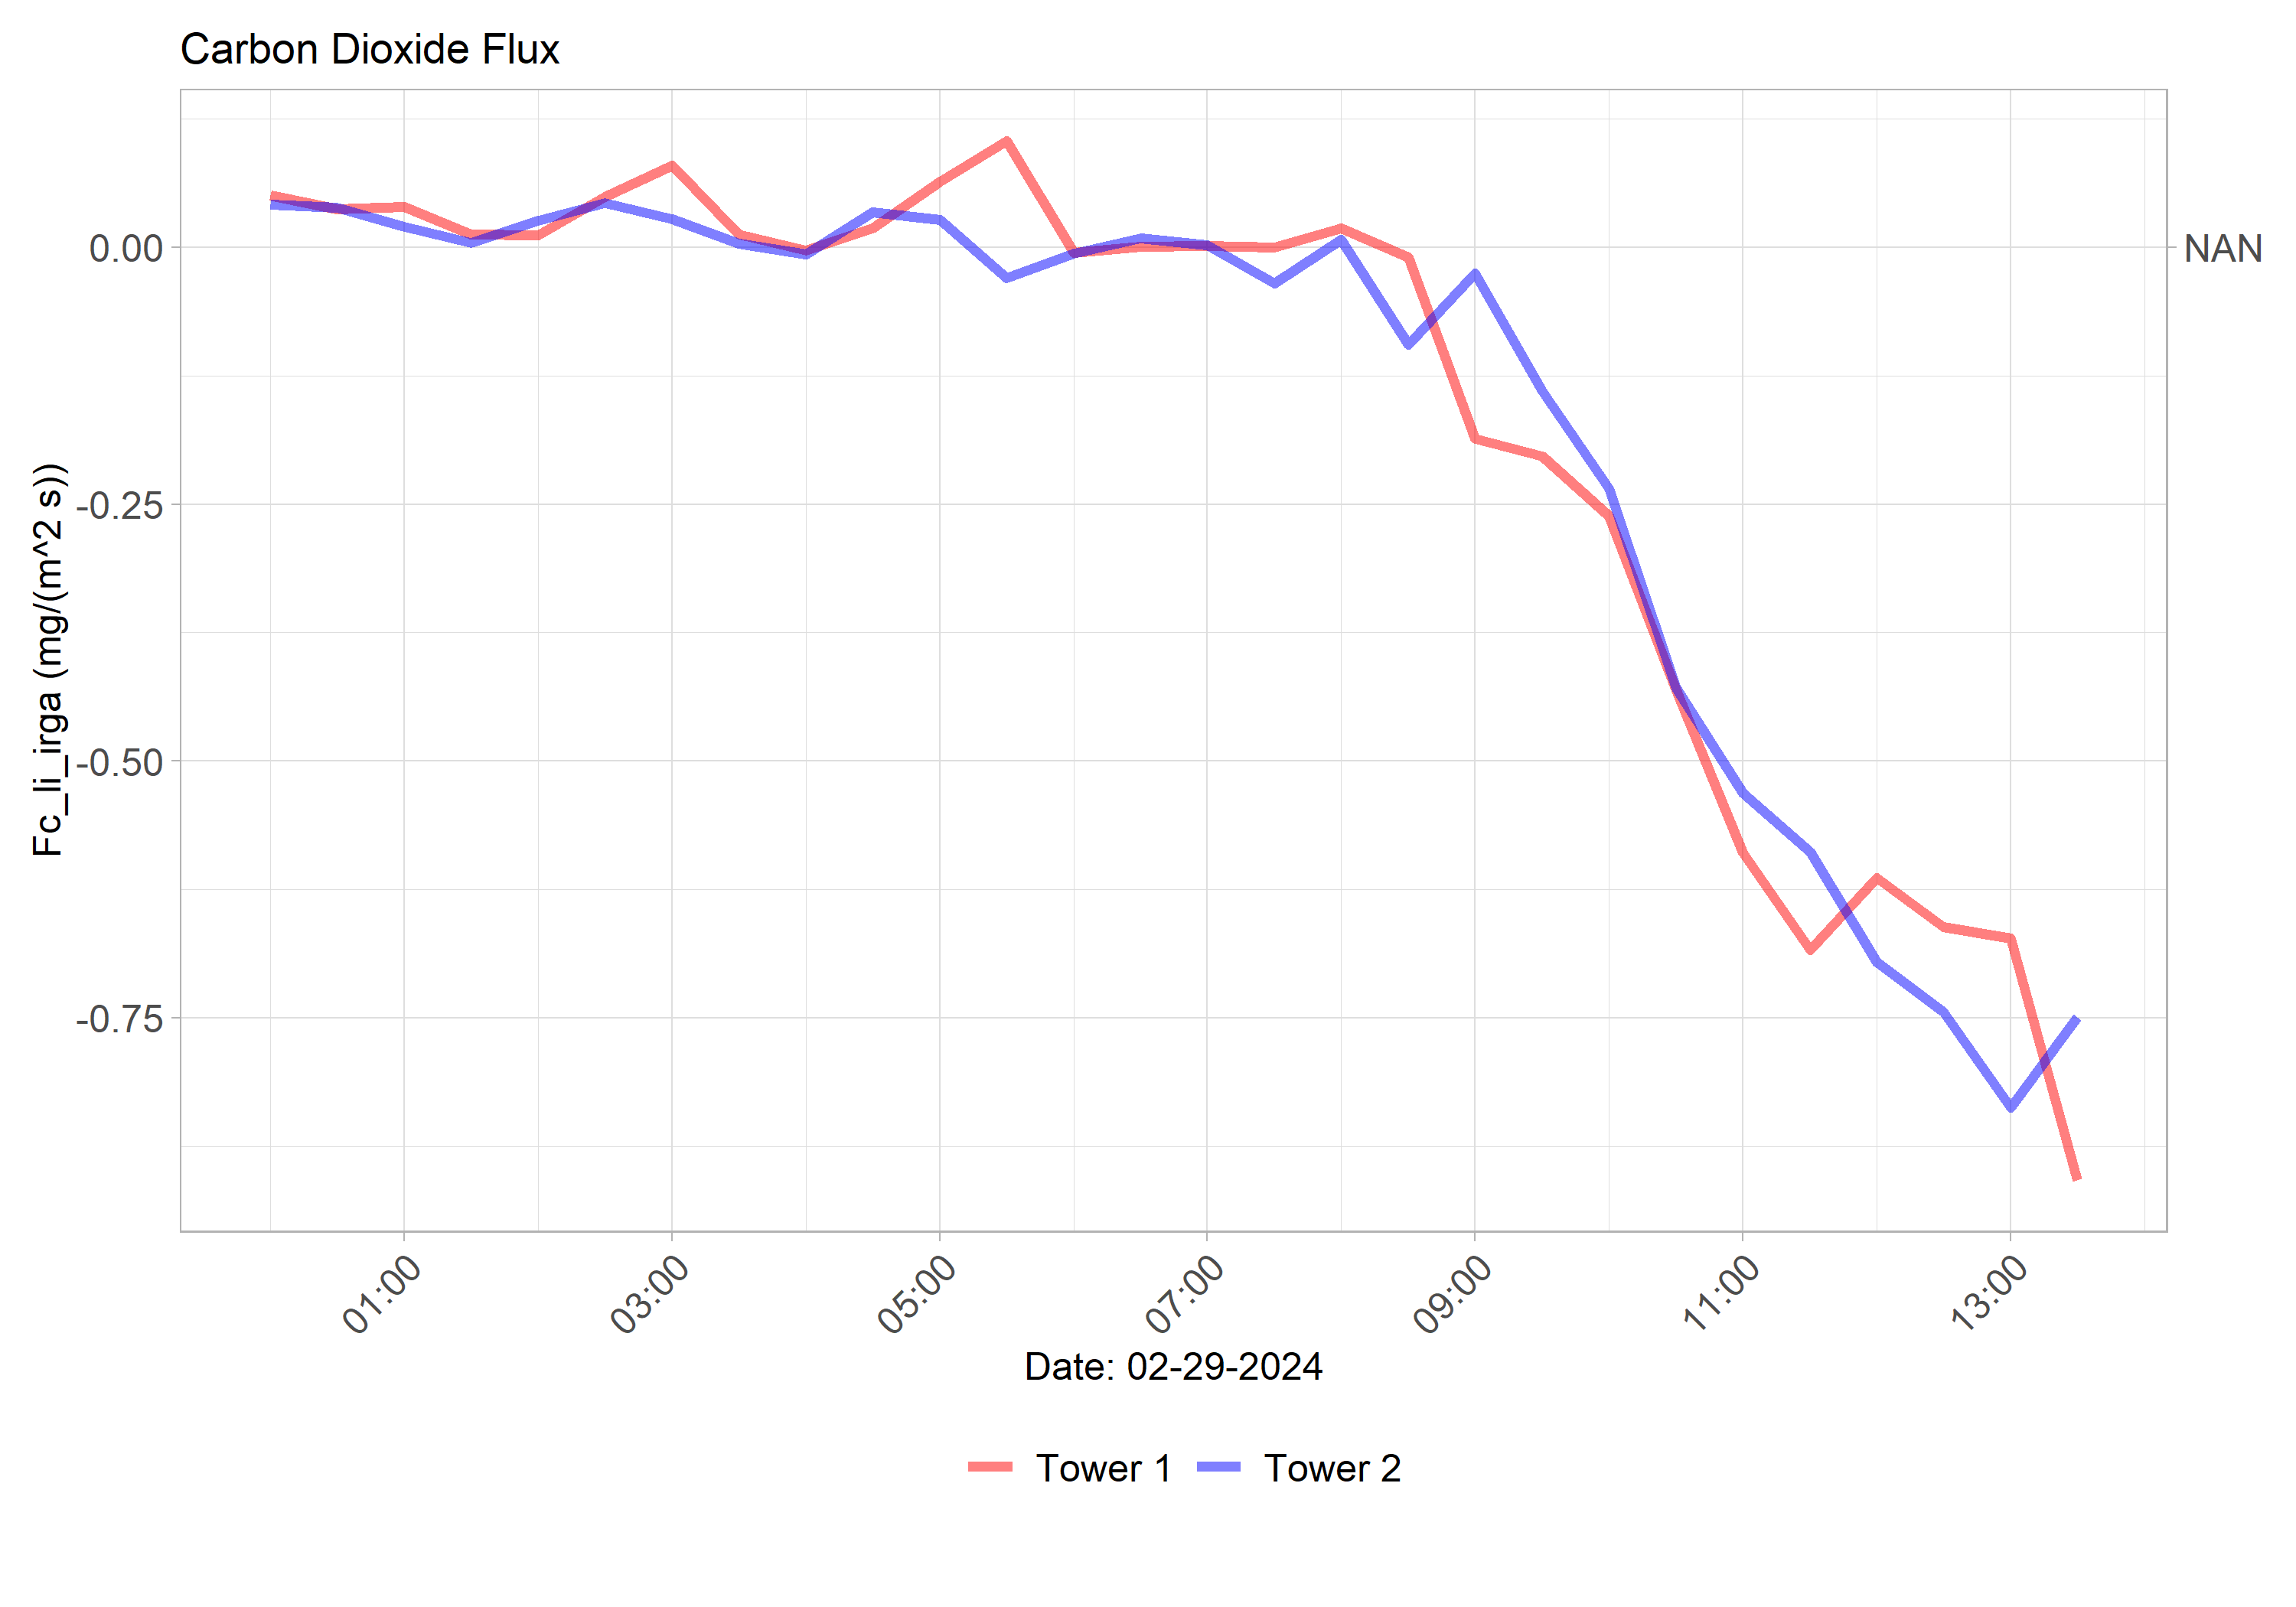 Carbon Dioxide Flux
Fc_li_irga (mg/(m^2 s))
0.00
-0.25
-0.50
-0.75
NAN
01:00
03:00
05:00
07:00
09:00
11:00
13:00
Date: 02-29-2024
Tower 1
Tower 2